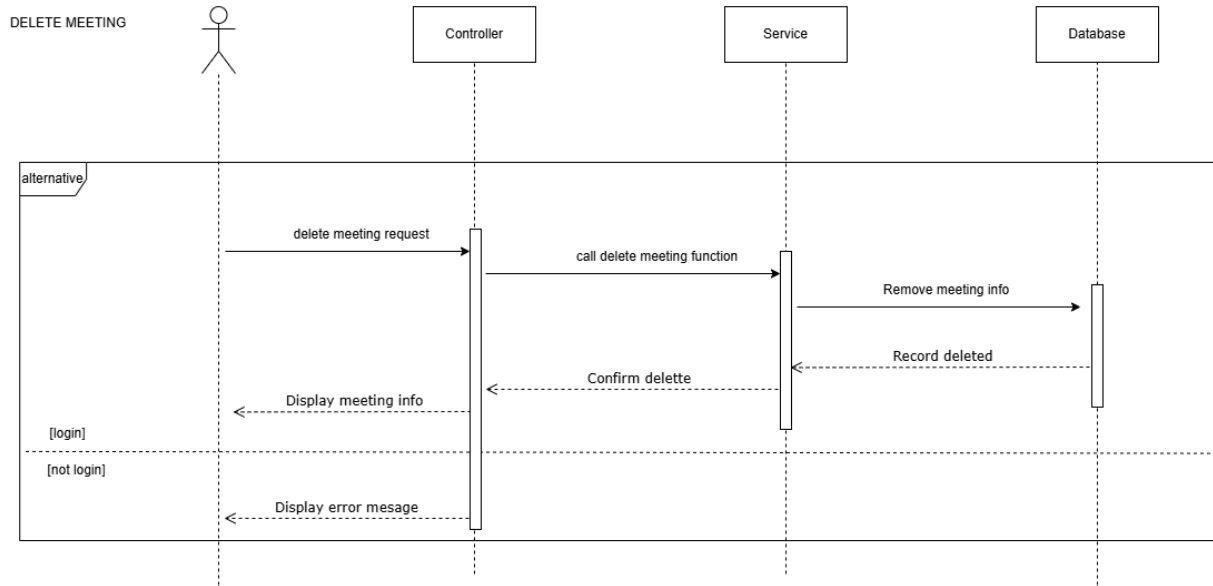 DELETE MEETING
Controller
Service
Database
alternative
delete meeting request
call delete meeting function
Remove meeting info
Record deleted
Confirm delette
Display meeting info
[login]
[not login]
Display error mesage